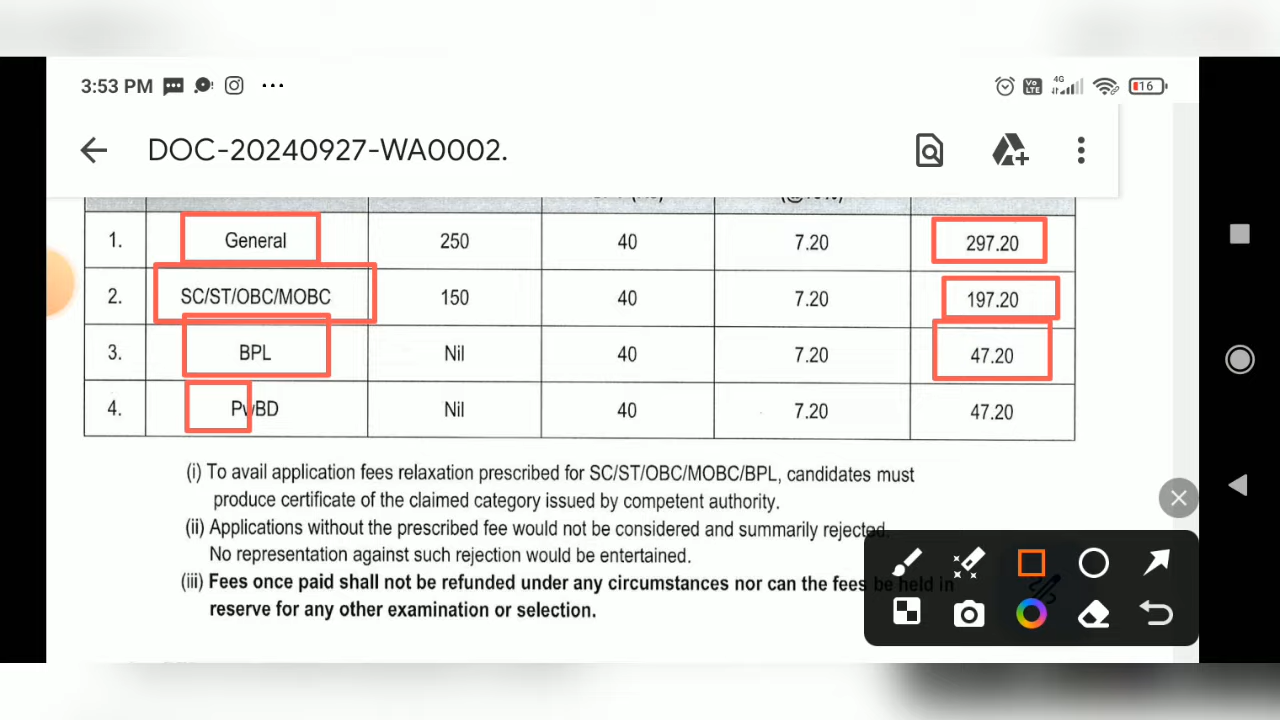 3:53 PM
4G
Vo LTE
16
DOC-20240927-WA0002.
1. General 250 40 7.20 297.20
2. SC/ST/OBC/MOBC 150 40 7.20 197.20
3. BPL Nil 40 7.20 47.20
4. PwBD Nil 40 7.20 47.20
(i) To avail application fees relaxation prescribed for SC/ST/OBC/MOBC/BPL, candidates must
produce certificate of the claimed category issued by competent authority.
(ii) Applications without the prescribed fee would not be considered and summarily rejected.
No representation against such rejection would be entertained.
(iii) Fees once paid shall not be refunded under any circumstances nor can the fees be held in
reserve for any other examination or selection.